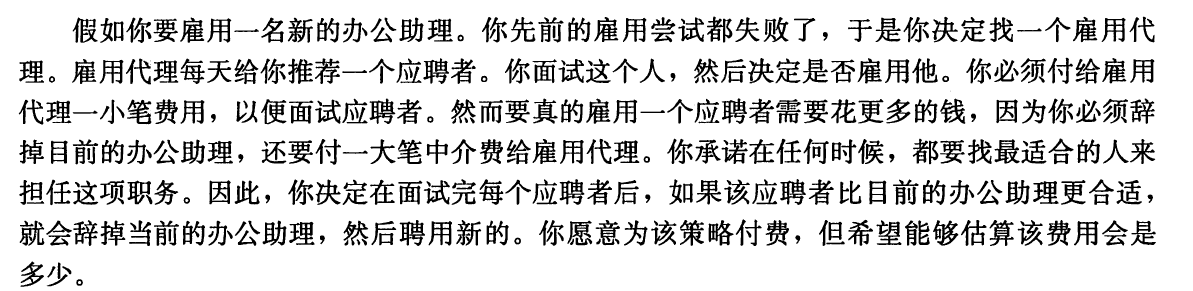 假如你要雇用一名新的办公助理。你先前的雇用尝试都失败了，于是你决定找一个雇用代
理。雇用代理每天给你推荐一个应聘者。你面试这个人，然后决定是否雇用他。你必须付给雇用
代理一小笔费用，以便面试应聘者。然而要真的雇用一个应聘者需要花更多的钱，因为你必须辞
掉目前的办公助理，还要付一大笔中介费给雇用代理。你承诺在任何时候，都要找最适合的人来
担任这项职务。因此，你决定在面试完每个应聘者后，如果该应聘者比目前的办公助理更合适，
就会辞掉当前的办公助理，然后聘用新的。你愿意为该策略付费，但希望能够估算该费用会是
多少。